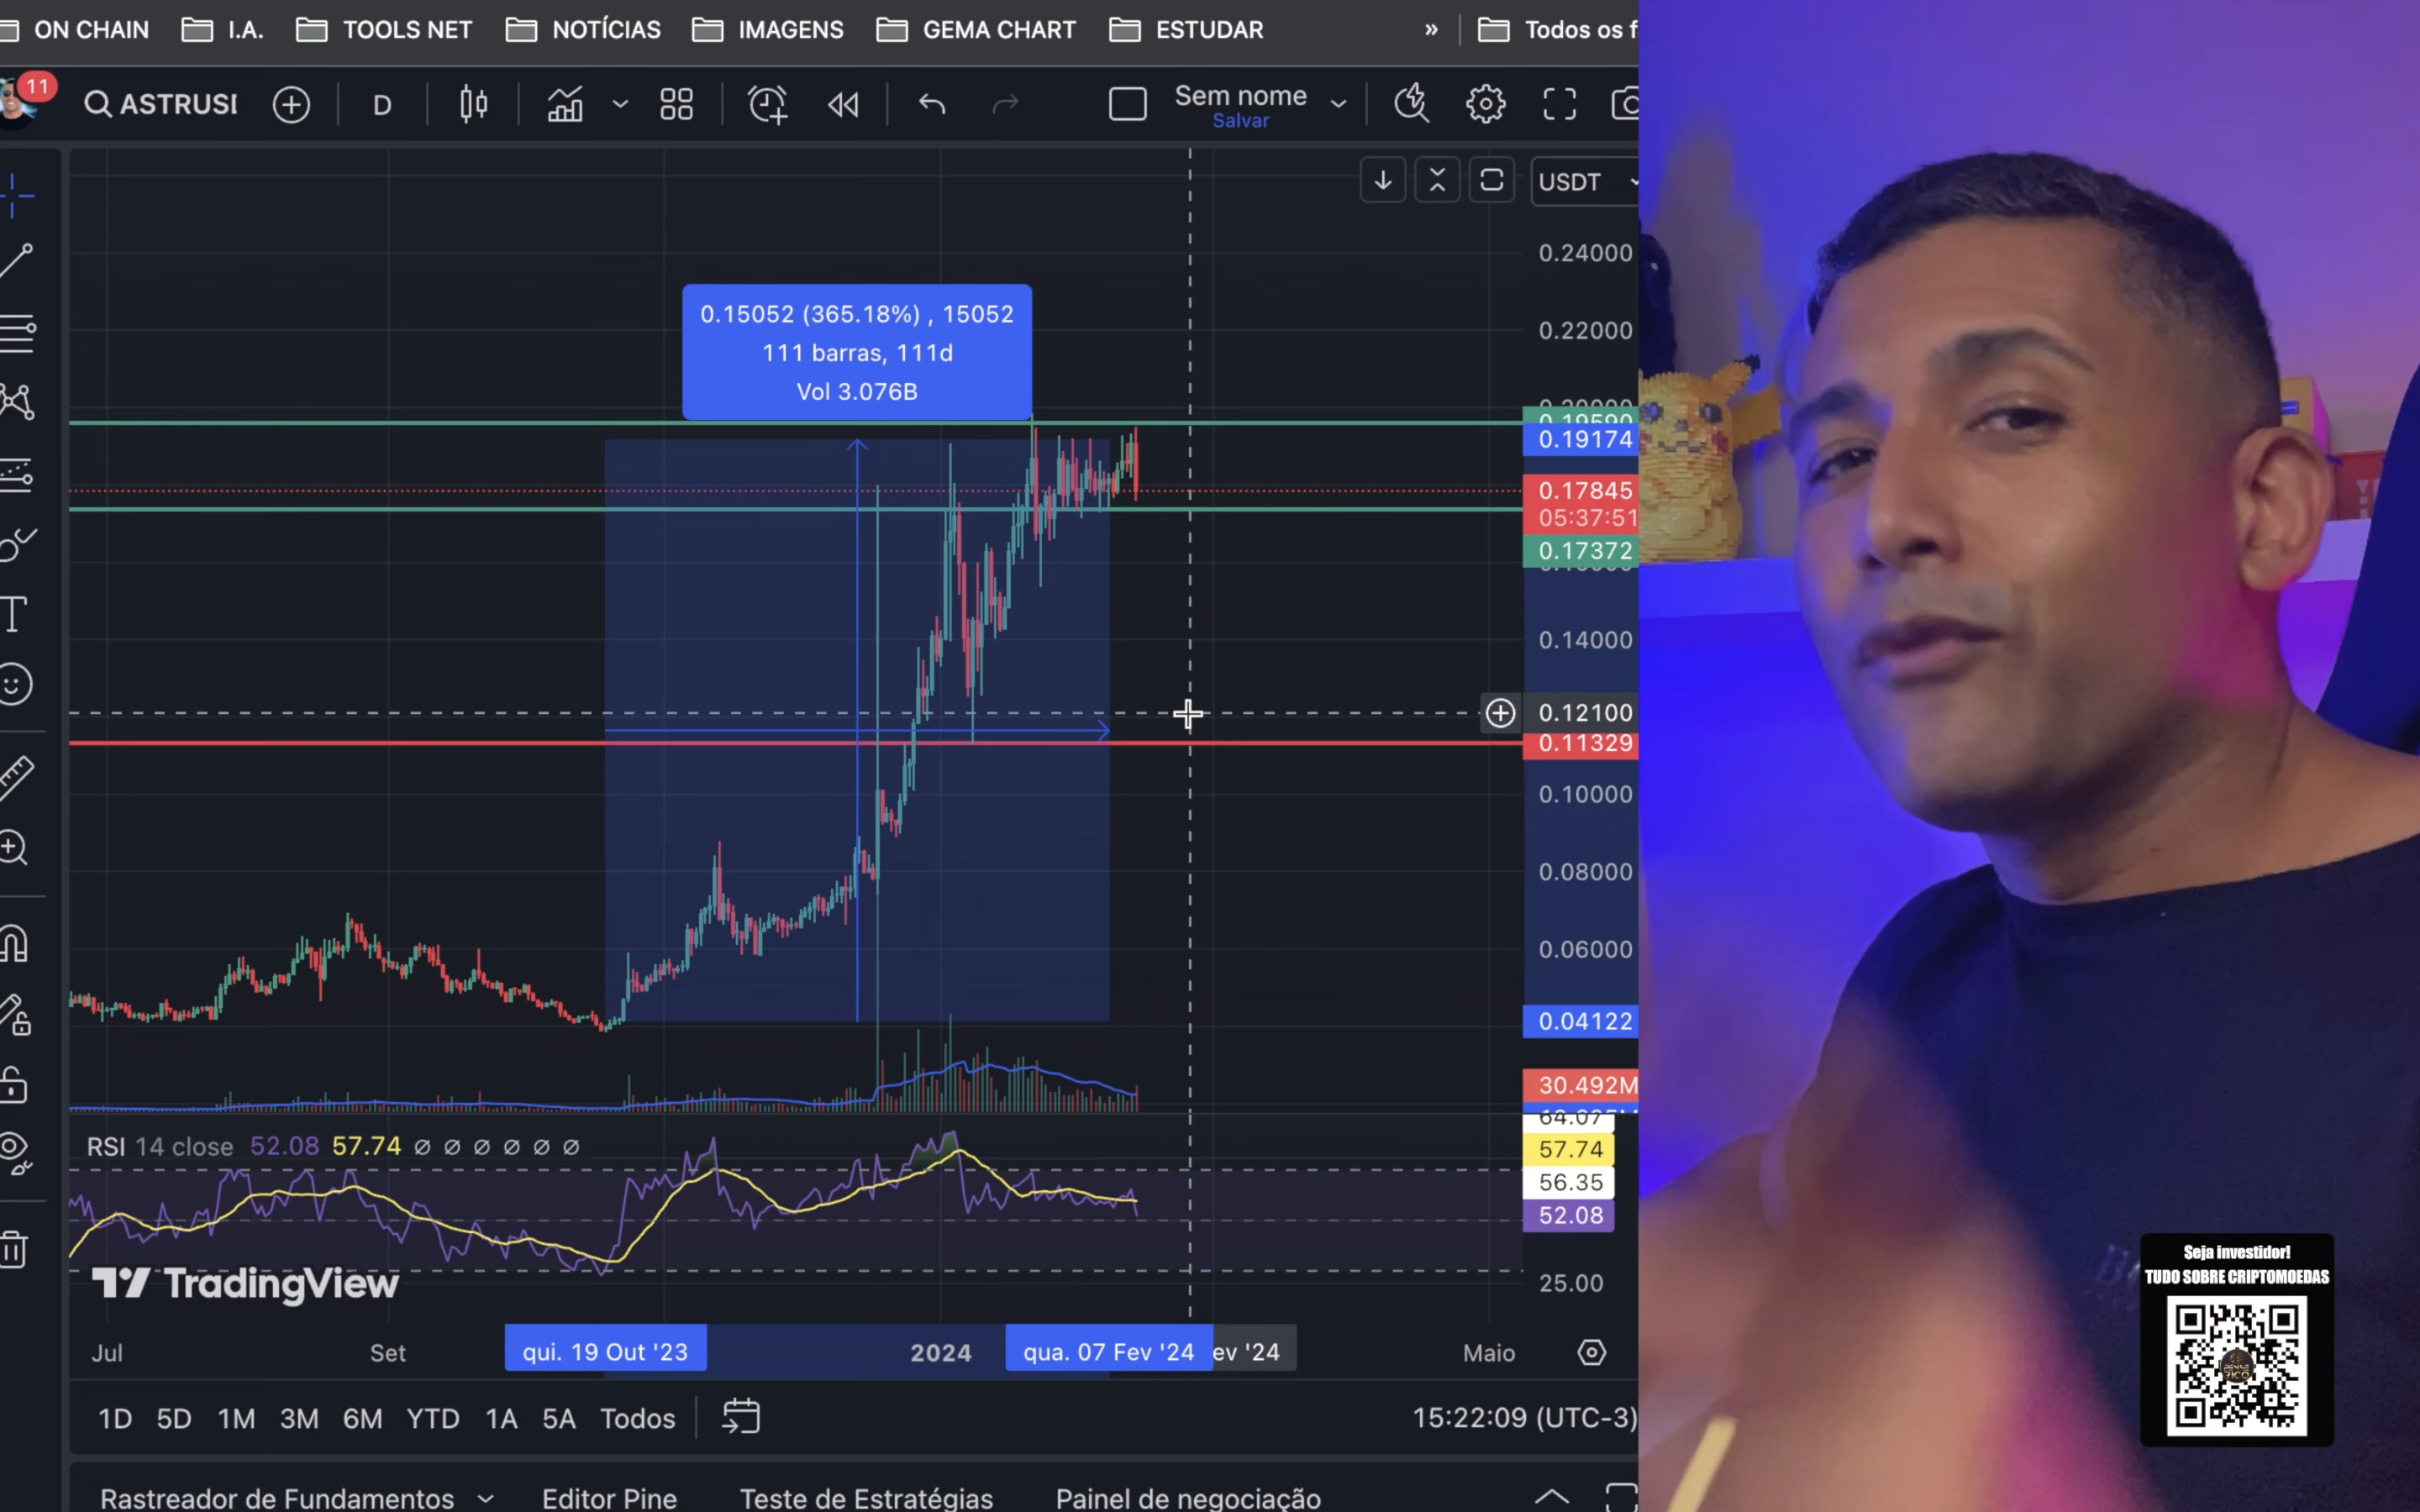 ON CHAIN
I.A.
TOOLS NET
NOTÍCIAS
IMAGENS
GEMA CHART
ESTUDAR
»
Todos os f
11
ASTRUSI
D
Sem nome
Salvar
USDT
0.15052 (365.18%) , 15052
111 barras, 111d
Vol 3.076B
0.24000
0.22000
0.20000
0.19590
0.19174
0.17845
05:37:51
0.17372
0.14000
0.12100
0.11329
0.10000
0.08000
0.06000
0.04122
30.492M
RSI 14 close 52.08 57.74 ∅ ∅ ∅ ∅ ∅ ∅
64.07
57.74
56.35
52.08
25.00
TradingView
Jul
Set
qui. 19 Out '23
2024
qua. 07 Fev '24
ev '24
Maio
1D 5D 1M 3M 6M YTD 1A 5A Todos
15:22:09 (UTC-3)
Rastreador de Fundamentos
Editor Pine
Teste de Estratégias
Painel de negociação
Seja investidor!
TUDO SOBRE CRIPTOMOEDAS